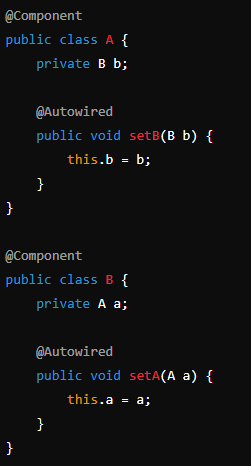 @Component
public class A {
    private B b;

    @Autowired
    public void setB(B b) {
        this.b = b;
    }
}

@Component
public class B {
    private A a;

    @Autowired
    public void setA(A a) {
        this.a = a;
    }
}